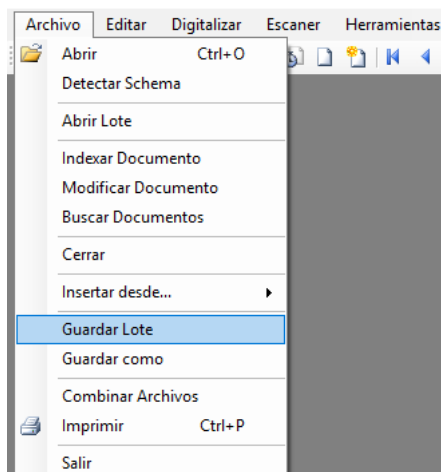 Archivo Editar Digitalizar Escaner Herramientas
Abrir Ctrl+O
Detectar Schema
Abrir Lote
Indexar Documento
Modificar Documento
Buscar Documentos
Cerrar
Insertar desde...
Guardar Lote
Guardar como
Combinar Archivos
Imprimir Ctrl+P
Salir